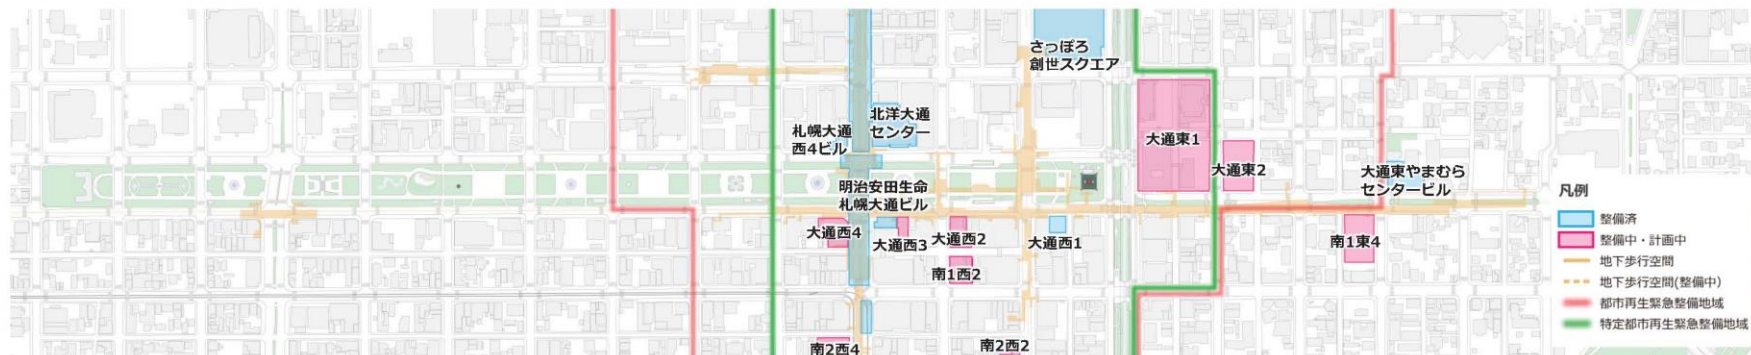 さっぽろ
創世スクエア
北洋大通
センター
札幌大通
西4ビル
大通東1
大通東2
大通東やまむら
センタービル
明治安田生命
札幌大通ビル
大通西4
大通西3
大通西2
大通西1
南1東4
南1西2
南2西4
南2西2
凡例
整備済
整備中・計画中
地下歩行空間
地下歩行空間(整備中)
都市再生緊急整備地域
特定都市再生緊急整備地域